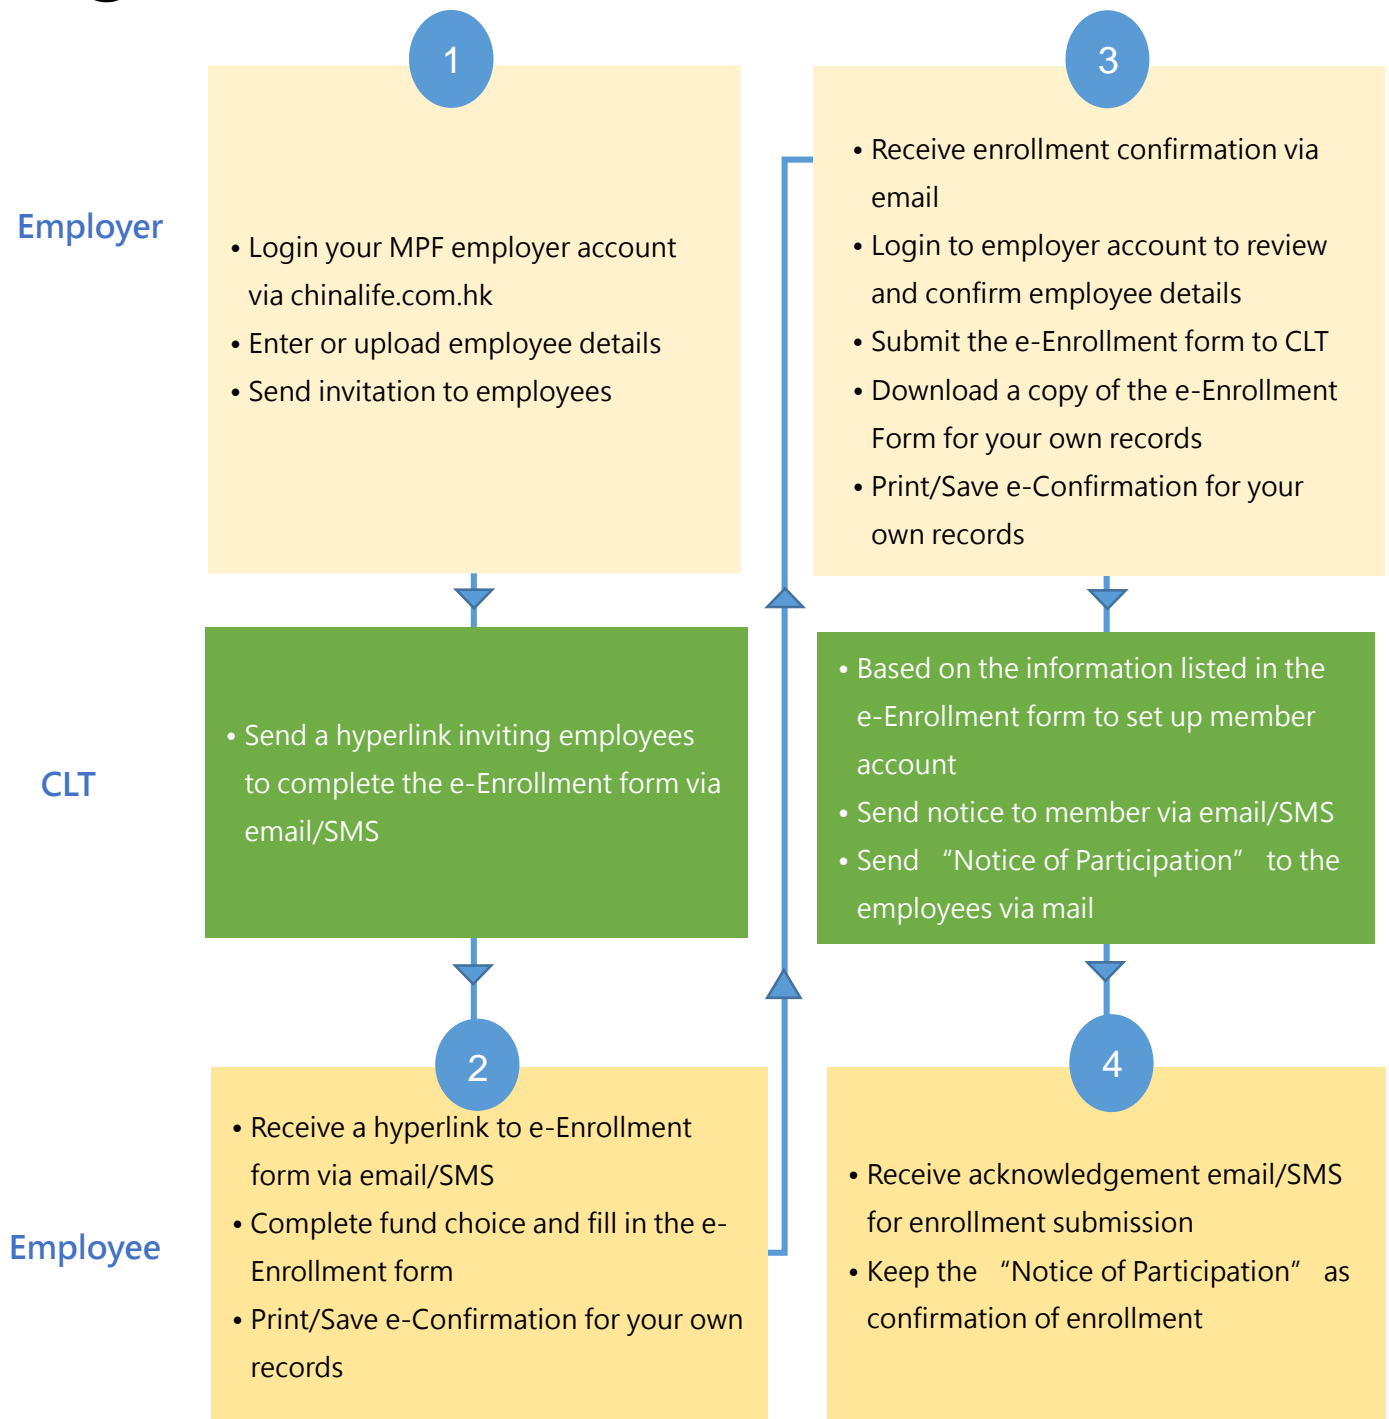 1
Employer
• Login your MPF employer account
via chinalife.com.hk
• Enter or upload employee details
• Send invitation to employees
CLT
• Send a hyperlink inviting employees
to complete the e-Enrollment form via
email/SMS
2
Employee
• Receive a hyperlink to e-Enrollment
form via email/SMS
• Complete fund choice and fill in the e-
Enrollment form
• Print/Save e-Confirmation for your own
records
3
• Receive enrollment confirmation via
email
• Login to employer account to review
and confirm employee details
• Submit the e-Enrollment form to CLT
• Download a copy of the e-Enrollment
Form for your own records
• Print/Save e-Confirmation for your
own records
• Based on the information listed in the
e-Enrollment form to set up member
account
• Send notice to member via email/SMS
• Send “Notice of Participation” to the
employees via mail
4
• Receive acknowledgement email/SMS
for enrollment submission
• Keep the “Notice of Participation” as
confirmation of enrollment